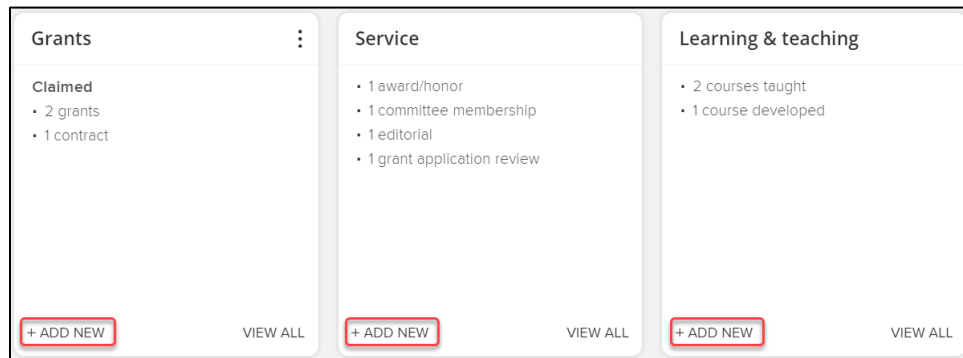 Grants
Claimed
• 2 grants
• 1 contract
+ ADD NEW
VIEW ALL
Service
• 1 award/honor
• 1 committee membership
• 1 editorial
• 1 grant application review
+ ADD NEW
VIEW ALL
Learning & teaching
• 2 courses taught
• 1 course developed
+ ADD NEW
VIEW ALL